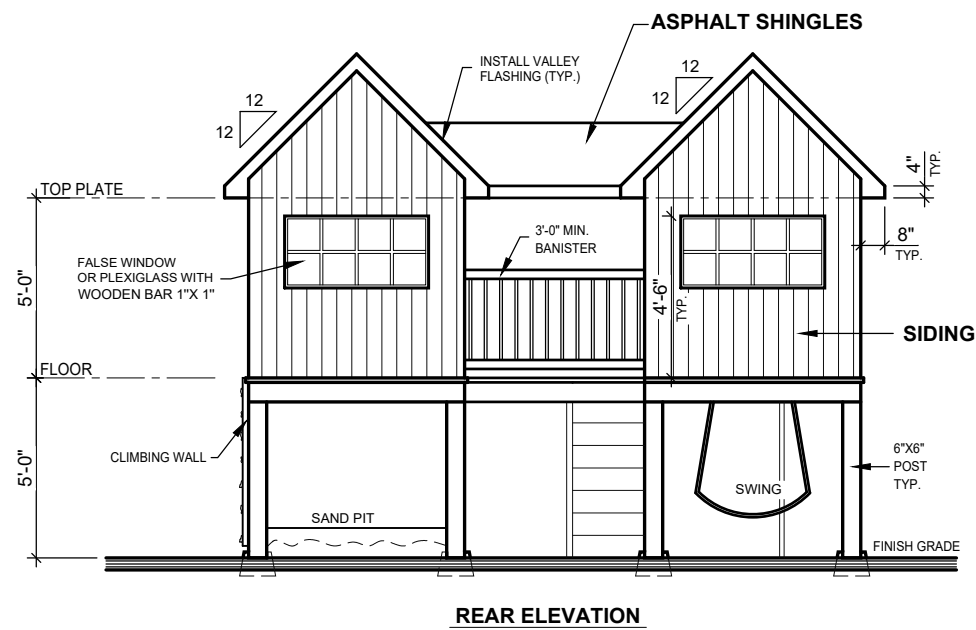 ASPHALT SHINGLES
INSTALL VALLEY
FLASHING (TYP.)
12
12
12
12
TOP PLATE
4"
TYP.
8"
TYP.
3'-0" MIN.
BANISTER
FALSE WINDOW
OR PLEXIGLASS WITH
WOODEN BAR 1"X 1"
5'-0"
4'-6"
TYP.
SIDING
FLOOR
CLIMBING WALL
5'-0"
6"X6"
POST
TYP.
SWING
SAND PIT
FINISH GRADE
REAR ELEVATION